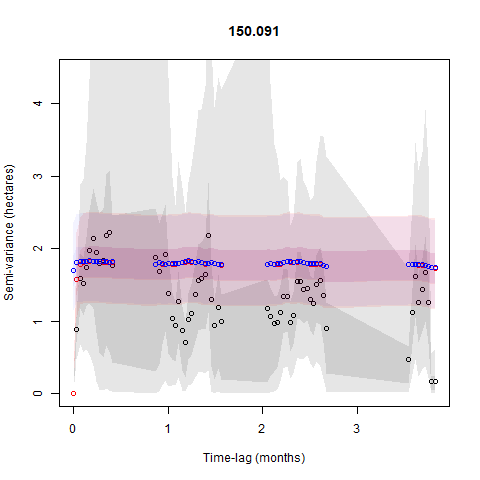 150.091
Semi-variance (hectares)
4
3
2
1
0
0 1 2 3
Time-lag (months)